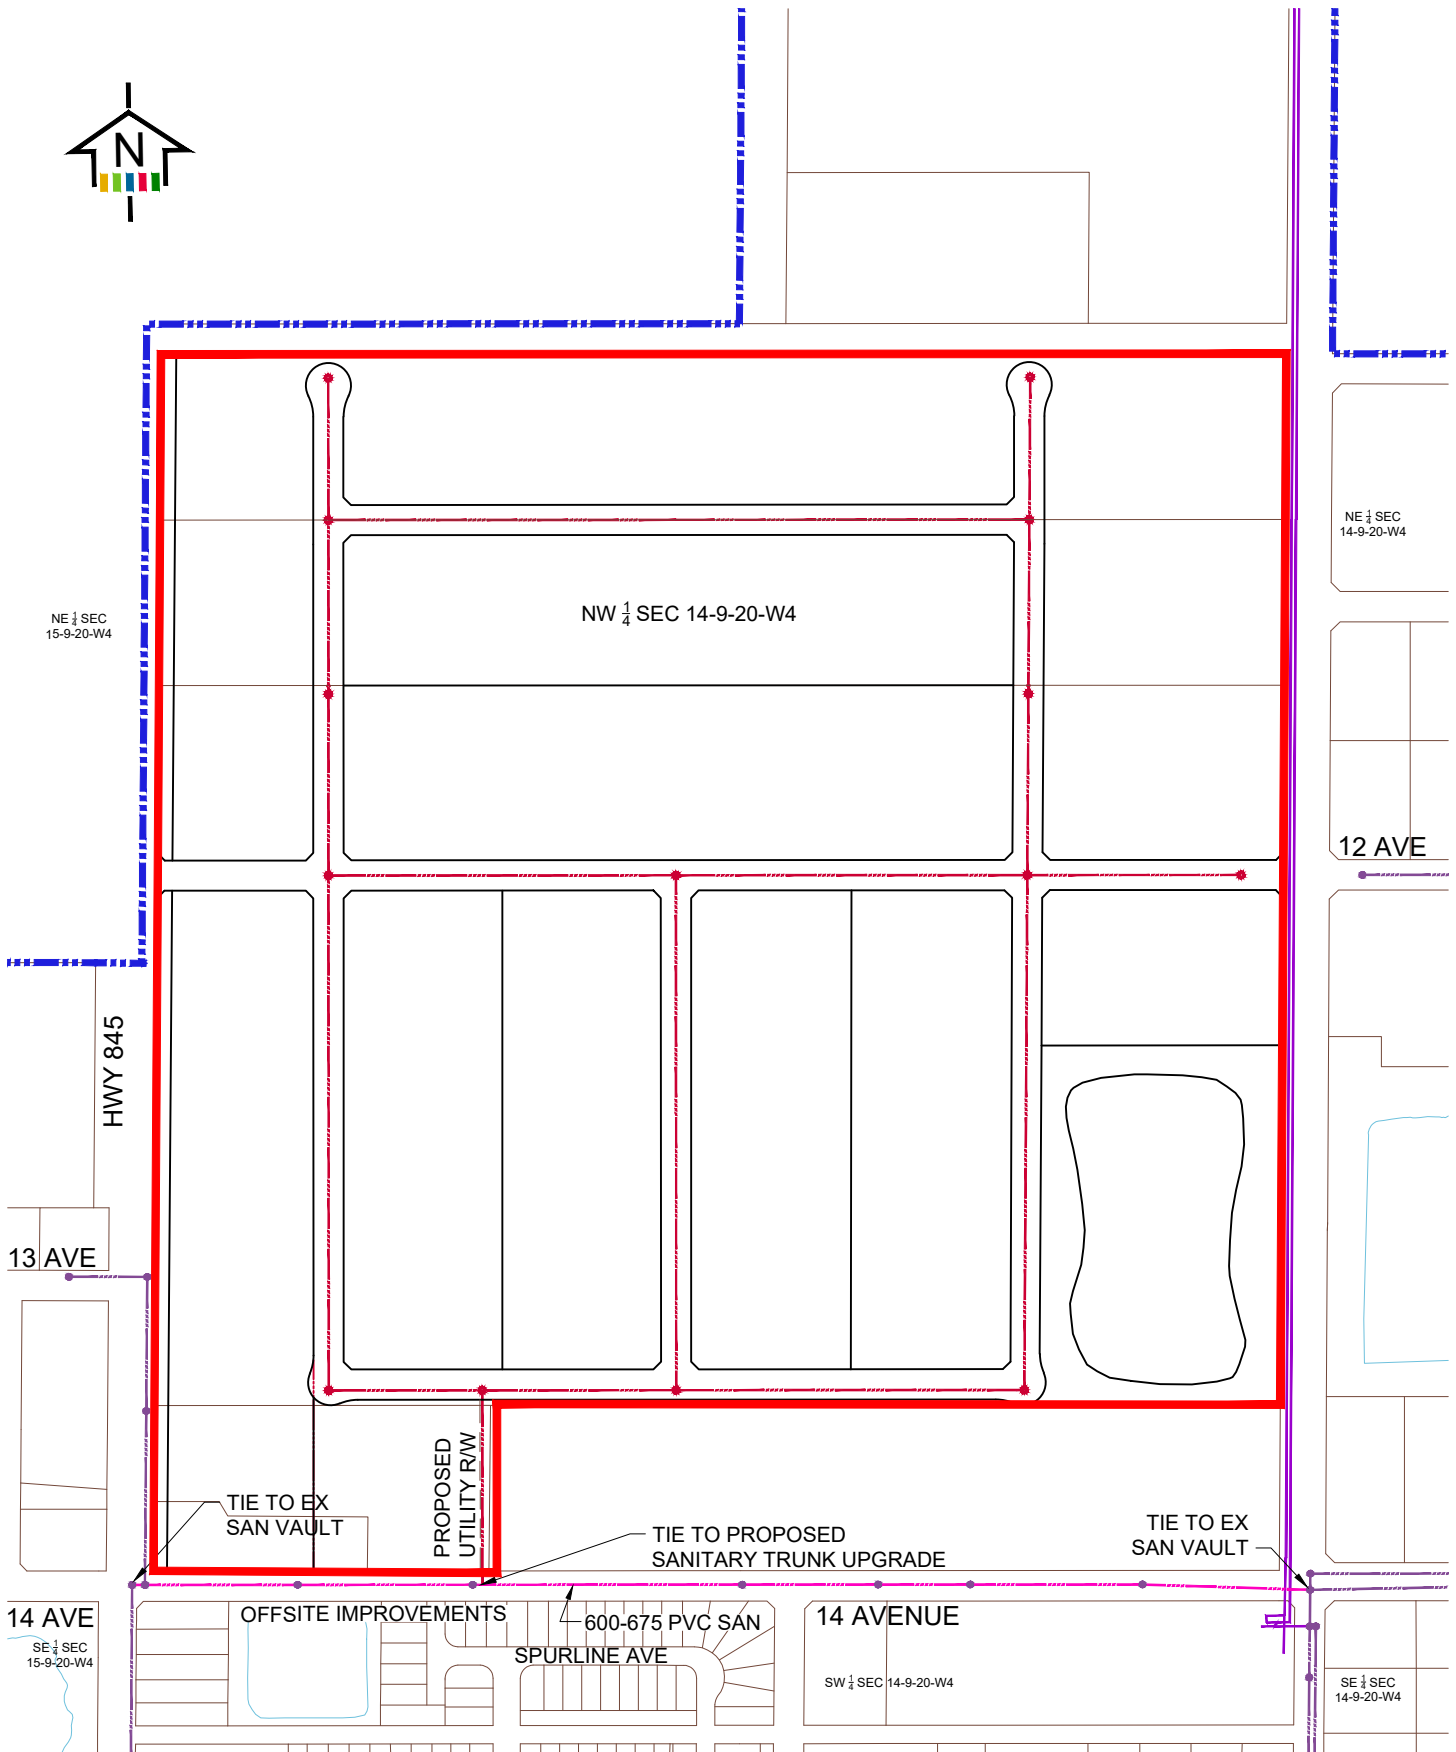 N
NE 1/4 SEC
14-9-20-W4
NW 1/4 SEC 14-9-20-W4
NE 1/4 SEC
15-9-20-W4
12 AVE
HWY 845
13 AVE
PROPOSED
UTILITY R/W
TIE TO EX
SAN VAULT
TIE TO PROPOSED
SANITARY TRUNK UPGRADE
TIE TO EX
SAN VAULT
14 AVE
OFFSITE IMPROVEMENTS
600-675 PVC SAN
14 AVENUE
SE 1/4 SEC
15-9-20-W4
SPURLINE AVE
SW 1/4 SEC 14-9-20-W4
SE 1/4 SEC
14-9-20-W4